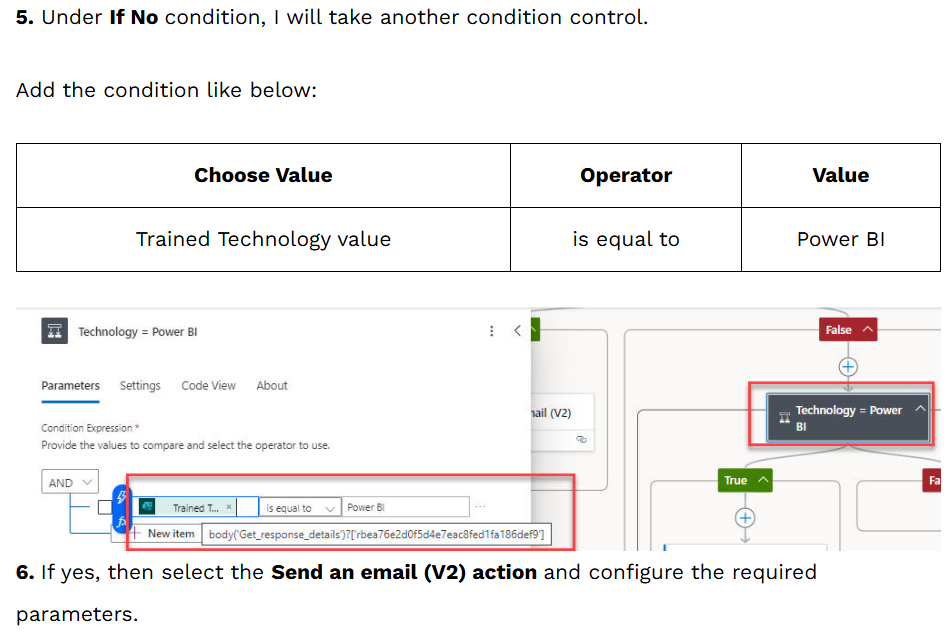 5. Under If No condition, I will take another condition control.
Add the condition like below:
Choose Value Operator Value
Trained Technology value is equal to Power BI
Technology = Power BI
Parameters Settings Code View About
Condition Expression *
Provide the values to compare and select the operator to use.
AND
Trained T... × is equal to Power BI ...
+ New item
body('Get_response_details')?['rbea76e2d0f5d4e7eac8fed1fa186def9']
ail (V2)
False
Technology = Power
BI
True
Fa
6. If yes, then select the Send an email (V2) action and configure the required
parameters.